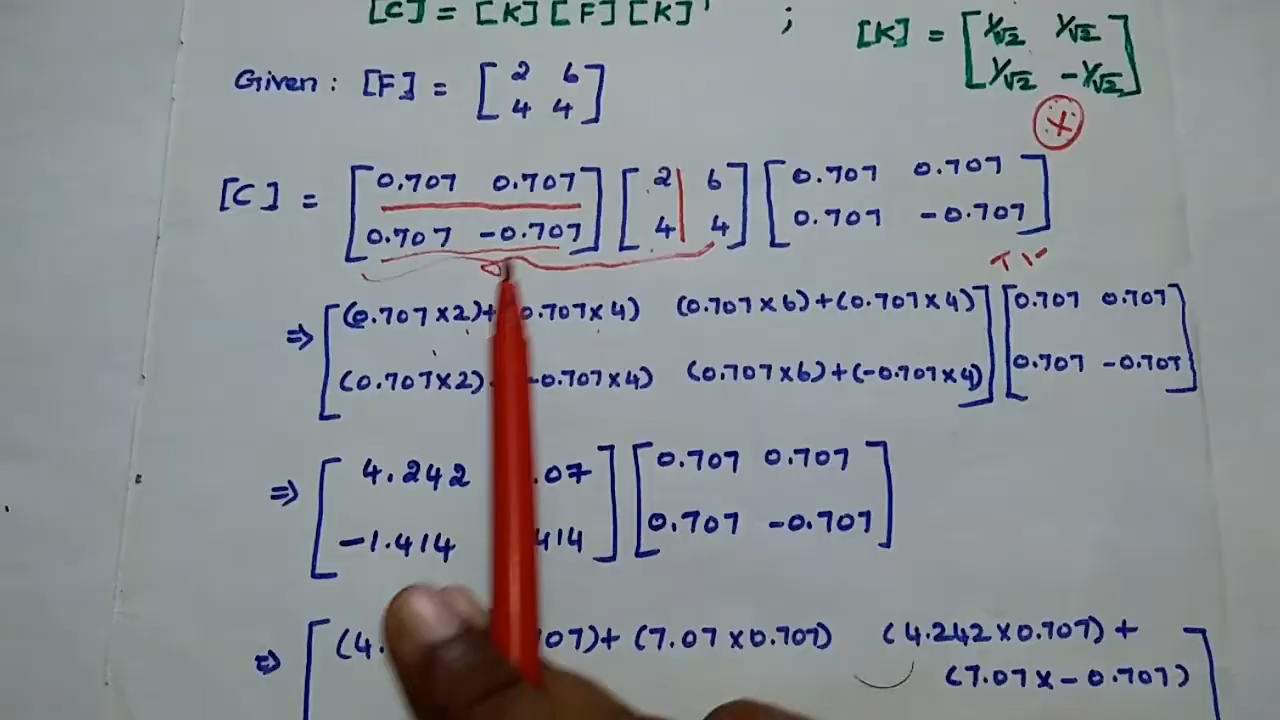 [C] = [K] [F] [K]ᵀ ; [K] = [1/√2 1/√2
1/√2 -1/√2]
Given : [F] = [2 6
4 4]
[C] = [0.707 0.707 [2 6 [0.707 0.707
0.707 -0.707] 4 4] 0.707 -0.707]
⇒ [(0.707×2)+ 0.707×4) (0.707×6)+(0.707×4)] [0.707 0.707
(0.707×2) -0.707×4) (0.707×6)+(-0.707×4)] 0.707 -0.707]
⇒ [4.242 .07 [0.707 0.707
-1.414 414] 0.707 -0.707]
⇒ [(4. 07)+ (7.07×0.707) (4.242×0.707)+
(7.07×-0.707)